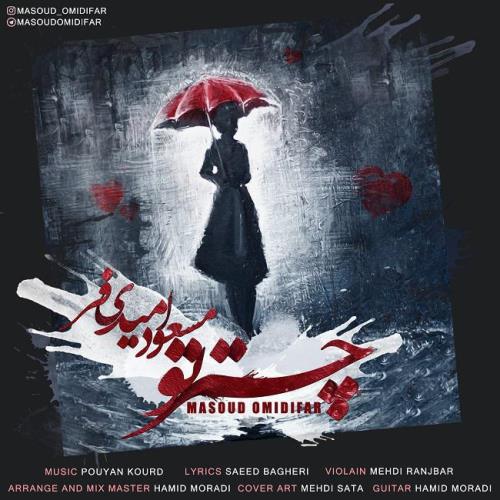 MASOUD_OMIDIFAR
MASOUDOMIDIFAR
مسعود امیدی فر
چتر تو
MASOUD OMIDIFAR
MUSIC POUYAN KOURD LYRICS SAEED BAGHERI VIOLAIN MEHDI RANJBAR
ARRANGE AND MIX MASTER HAMID MORADI COVER ART MEHDI SATA GUITAR HAMID MORADI